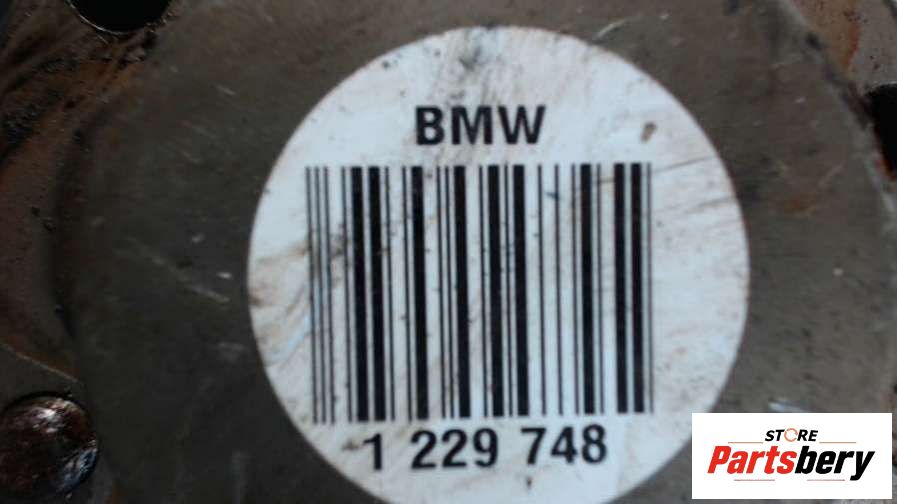 BMW
1 229 748
STORE
Partsbery